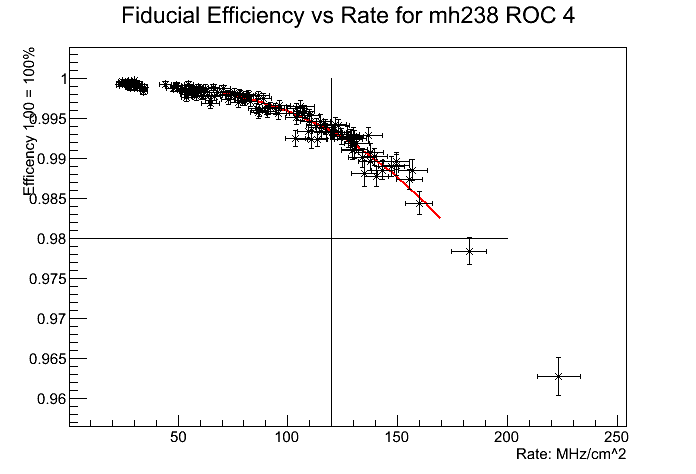 Fiducial Efficiency vs Rate for mh238 ROC 4
Efficency 1.00 = 100%
1
0.995
0.99
0.985
0.98
0.975
0.97
0.965
0.96
50 100 150 200 250
Rate: MHz/cm^2